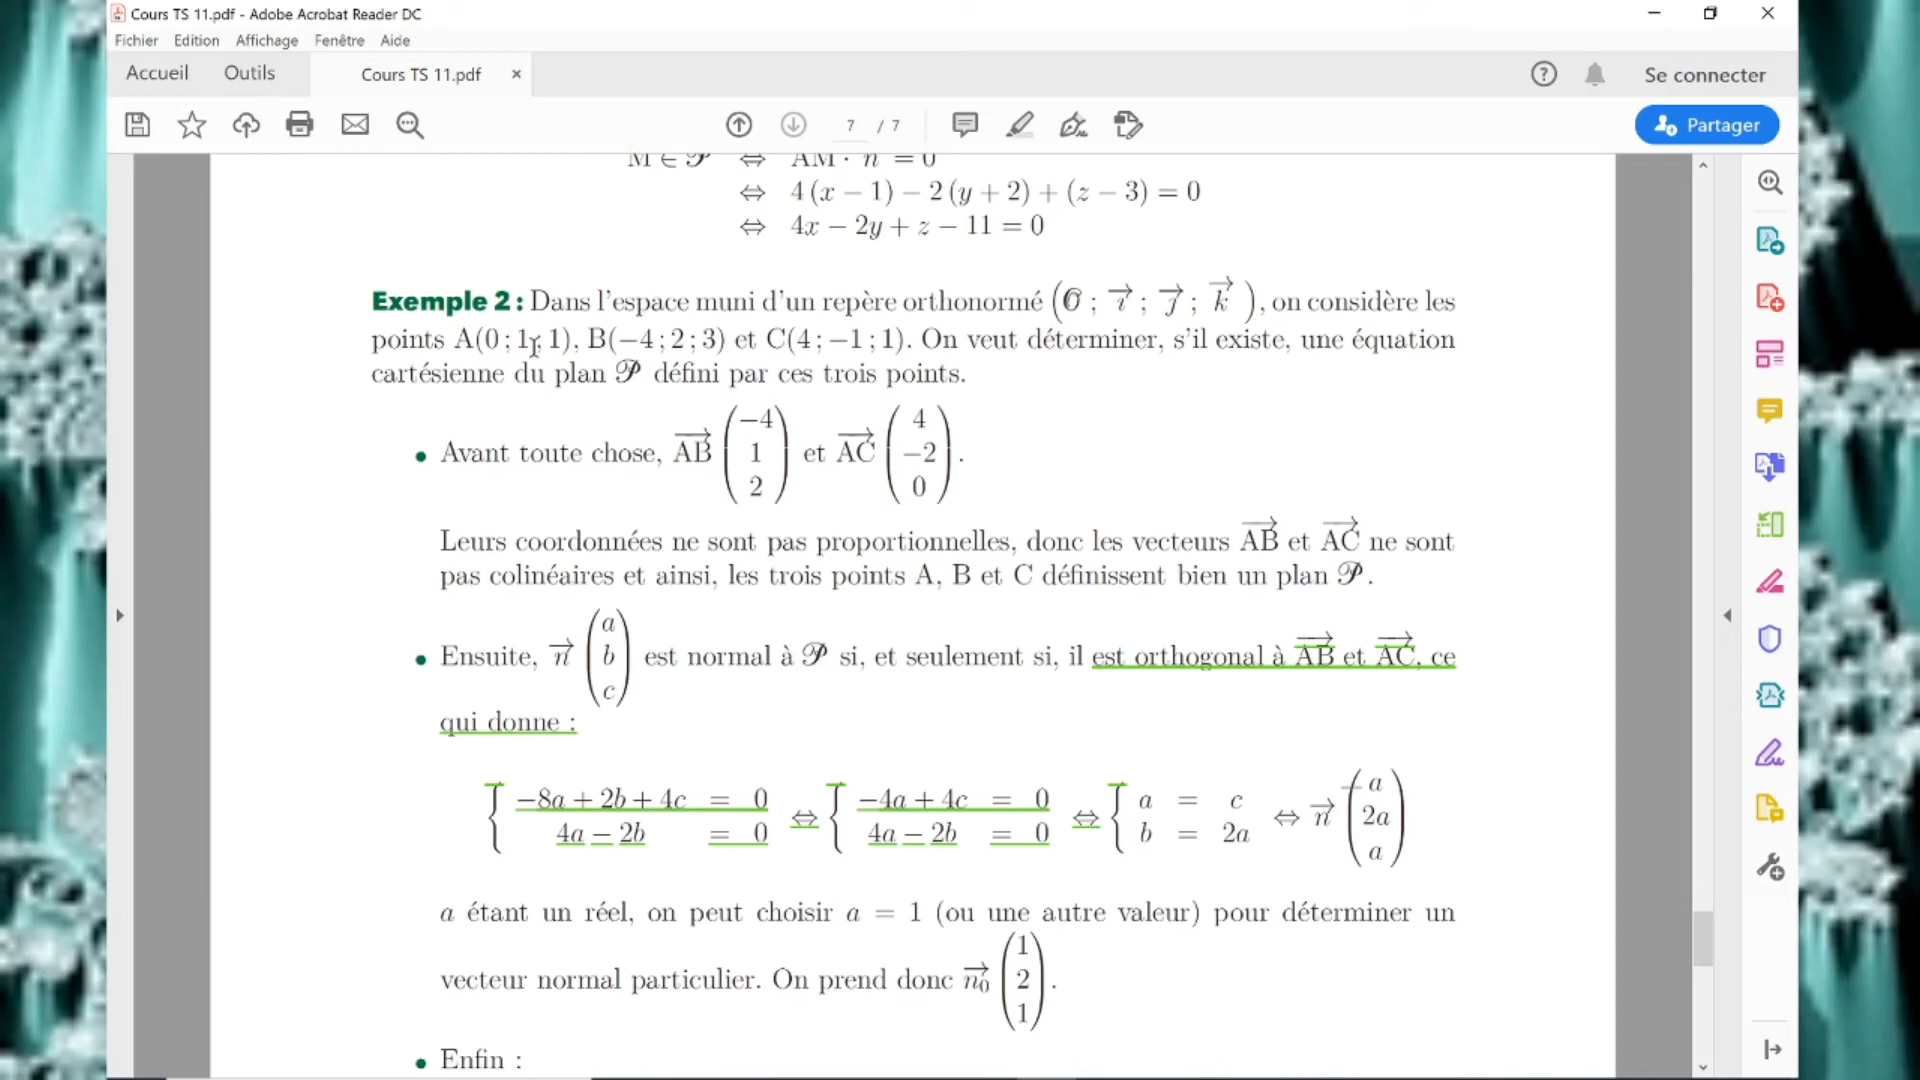 Cours TS 11.pdf - Adobe Acrobat Reader DC
Fichier Edition Affichage Fenêtre Aide
Accueil Outils Cours TS 11.pdf × Se connecter
7 / 7 Partager
M ∈ 𝒫 ⇔ AM · n = 0
⇔ 4 (x − 1) − 2 (y + 2) + (z − 3) = 0
⇔ 4x − 2y + z − 11 = 0
Exemple 2 : Dans l'espace muni d'un repère orthonormé (O ; i⃗ ; j⃗ ; k⃗), on considère les
points A(0 ; 1 ; 1), B(−4 ; 2 ; 3) et C(4 ; −1 ; 1). On veut déterminer, s'il existe, une équation
cartésienne du plan 𝒫 défini par ces trois points.
• Avant toute chose, AB⃗ (−4 1 2) et AC⃗ (4 −2 0).
Leurs coordonnées ne sont pas proportionnelles, donc les vecteurs AB⃗ et AC⃗ ne sont
pas colinéaires et ainsi, les trois points A, B et C définissent bien un plan 𝒫.
• Ensuite, n⃗ (a b c) est normal à 𝒫 si, et seulement si, il est orthogonal à AB⃗ et AC⃗, ce
qui donne :
{ −8a + 2b + 4c = 0 ⇔ { −4a + 4c = 0 ⇔ { a = c ⇔ n⃗ (a 2a a)
4a − 2b = 0 4a − 2b = 0 b = 2a
a étant un réel, on peut choisir a = 1 (ou une autre valeur) pour déterminer un
vecteur normal particulier. On prend donc n₀⃗ (1 2 1).
• Enfin :